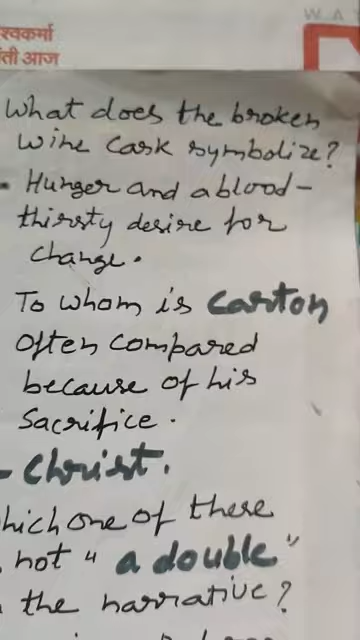 W A
श्वकर्मा
ती आज
What does the broken
wine cask symbolize?
- Hunger and a blood-
thirsty desire for
change.
To whom is Carton
often compared
because of his
Sacrifice.
- Christ.
hich one of these
not "a double"
the narrative?